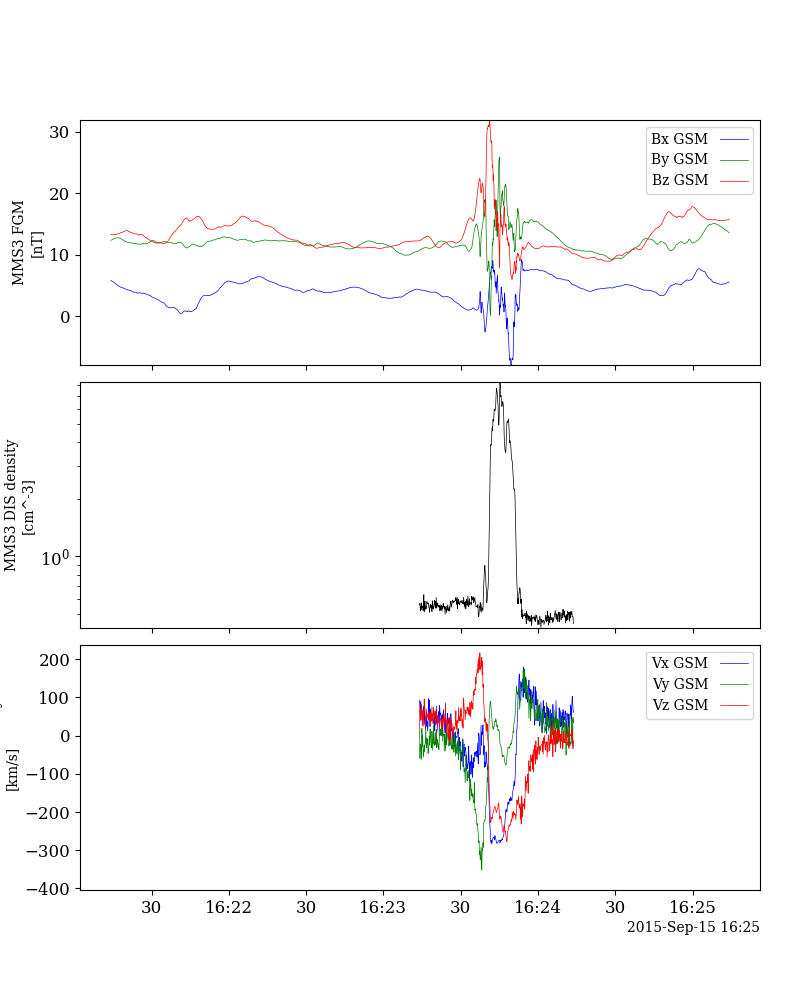 30
20
10
0
MMS3 FGM
[nT]
Bx GSM
By GSM
Bz GSM
10^0
MMS3 DIS density
[cm^-3]
200
100
0
−100
−200
−300
−400
[km/s]
Vx GSM
Vy GSM
Vz GSM
30
16:22
30
16:23
30
16:24
30
16:25
2015-Sep-15 16:25